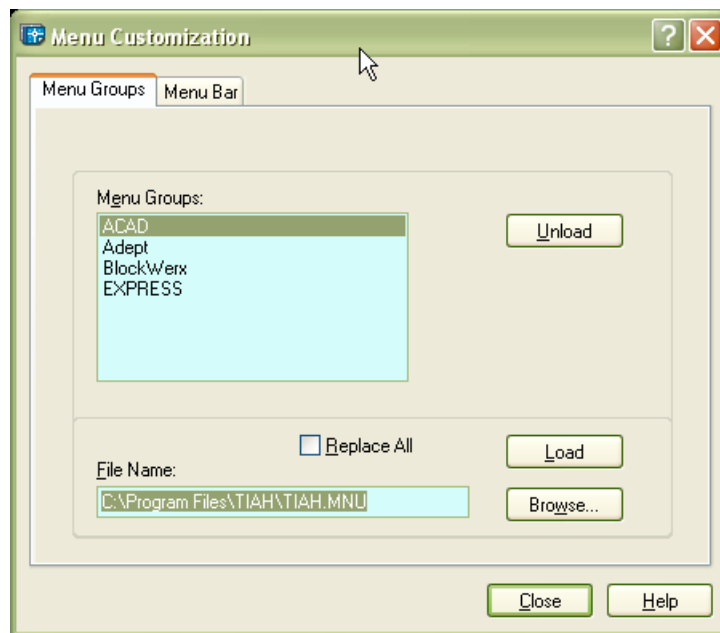 Menu Customization
Menu Groups Menu Bar
Menu Groups:
ACAD
Adept
BlockWerx
EXPRESS
Unload
Replace All
Load
File Name:
C:\Program Files\TIAH\TIAH.MNU
Browse...
Close Help